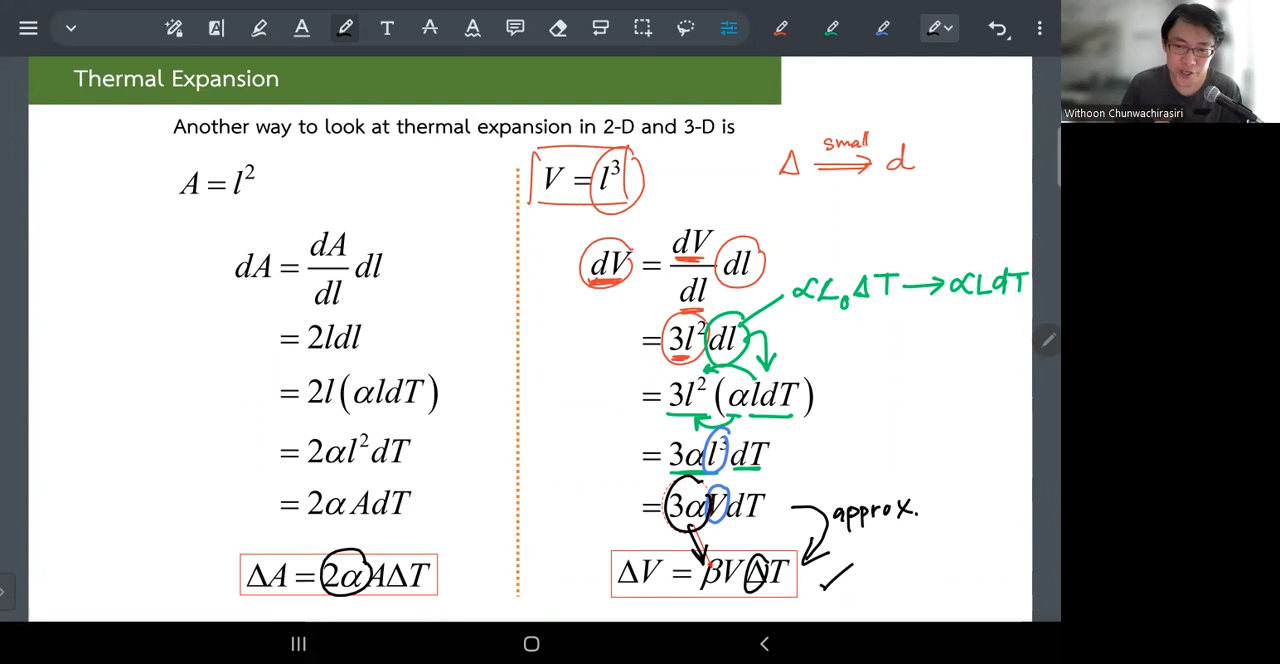 Thermal Expansion
Withoon Chunwachirasiri
Another way to look at thermal expansion in 2-D and 3-D is
A = l²
dA = dA/dl dl
= 2ldl
= 2l(αldT)
= 2αl²dT
= 2αAdT
ΔA = 2αAΔT
V = l³
Δ small ⟹ d
dV = dV/dl dl
αL₀ΔT → αLdT
= 3l²dl
= 3l²(αldT)
= 3αl³dT
= 3αVdT
approx.
ΔV = βVΔT ✓